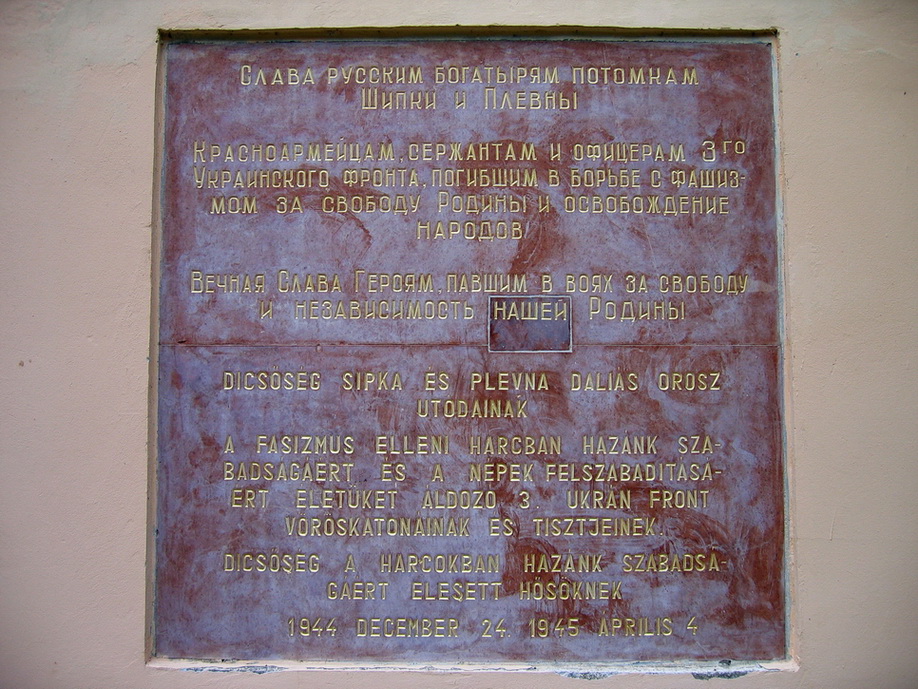 Слава русским богатырям потомкам
Шипки и Плевны
Красноармейцам, сержантам и офицерам 3го
Украинского фронта, погибшим в борьбе с фашиз-
мом за свободу Родины и освобождение
народов
Вечная Слава Героям, павшим в воях за свободу
и независимость нашей Родины
DICSŐSÉG SIPKA ÉS PLEVNA DALIÁS OROSZ
UTÓDAINAK
A FASIZMUS ELLENI HARCBAN HAZÁNK SZA-
BADSÁGÁÉRT ÉS A NÉPEK FELSZABADÍTÁSÁ-
ÉRT ÉLETÜKET ÁLDOZÓ 3. UKRÁN FRONT
VÖRÖSKATONÁINAK ÉS TISZTJEINEK.
DICSŐSÉG A HARCOKBAN HAZÁNK SZABADSÁ-
GÁÉRT ELESETT HŐSÖKNEK
1944 DECEMBER 24. 1945 ÁPRILIS 4